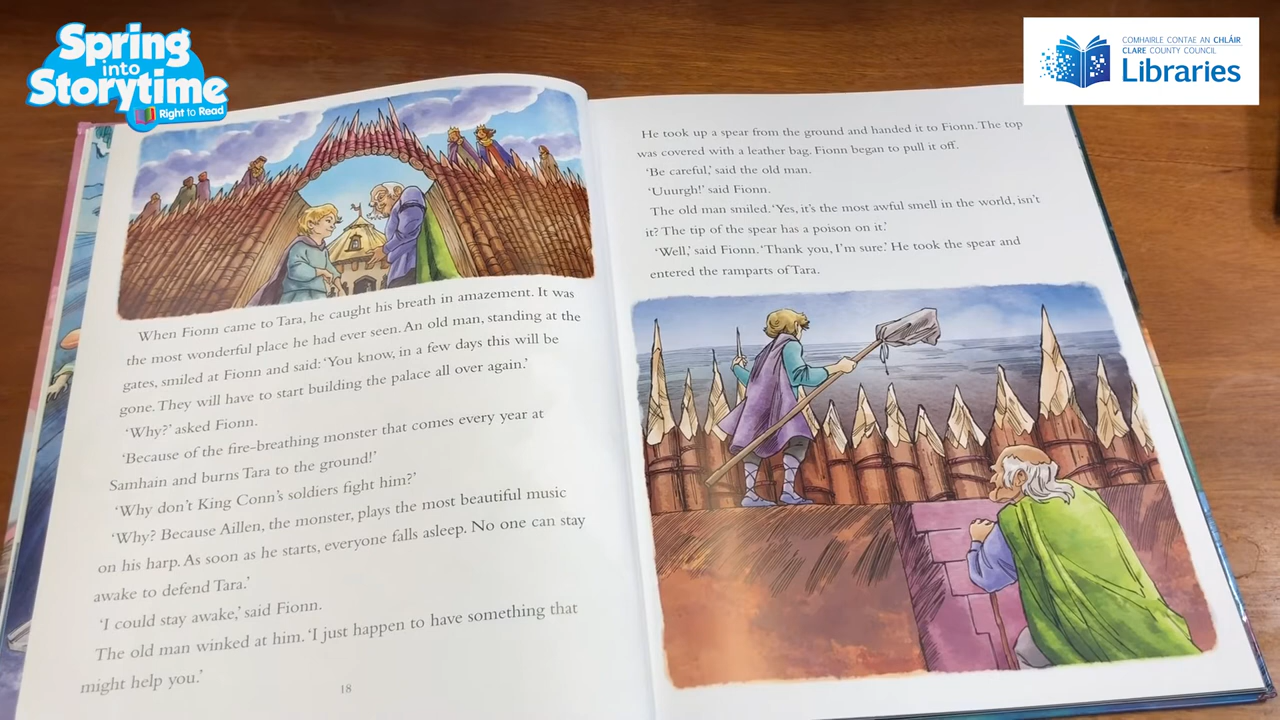 Spring
into
Storytime
Right to Read
COMHAIRLE CONTAE AN CHLÁIR
CLARE COUNTY COUNCIL
Libraries
When Fionn came to Tara, he caught his breath in amazement. It was
the most wonderful place he had ever seen. An old man, standing at the
gates, smiled at Fionn and said: ‘You know, in a few days this will be
gone. They will have to start building the palace all over again.’
‘Why?’ asked Fionn.
‘Because of the fire-breathing monster that comes every year at
Samhain and burns Tara to the ground!’
‘Why don’t King Conn’s soldiers fight him?’
‘Why? Because Aillen, the monster, plays the most beautiful music
on his harp. As soon as he starts, everyone falls asleep. No one can stay
awake to defend Tara.’
‘I could stay awake,’ said Fionn.
The old man winked at him. ‘I just happen to have something that
might help you.’
18
He took up a spear from the ground and handed it to Fionn. The top
was covered with a leather bag. Fionn began to pull it off.
‘Be careful,’ said the old man.
‘Uuurgh!’ said Fionn.
The old man smiled. ‘Yes, it’s the most awful smell in the world, isn’t
it? The tip of the spear has a poison on it.’
‘Well,’ said Fionn. ‘Thank you, I’m sure.’ He took the spear and
entered the ramparts of Tara.